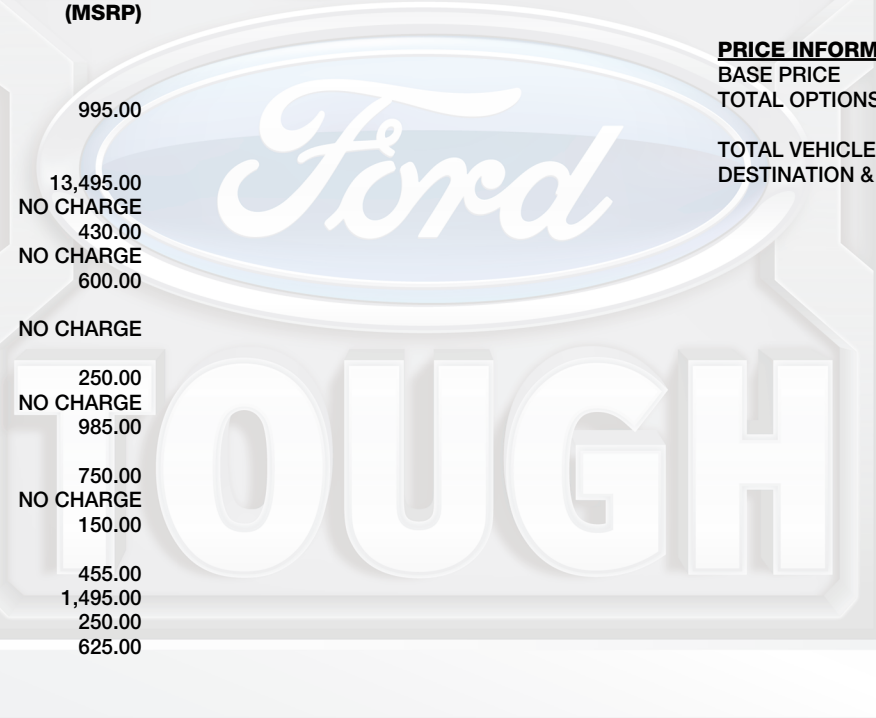 (MSRP)
995.00
13,495.00
NO CHARGE
430.00
NO CHARGE
600.00
NO CHARGE
250.00
NO CHARGE
985.00
750.00
NO CHARGE
150.00
455.00
1,495.00
250.00
625.00
PRICE INFORM
BASE PRICE
TOTAL OPTIONS
TOTAL VEHICLE
DESTINATION &
Ford
TOUGH